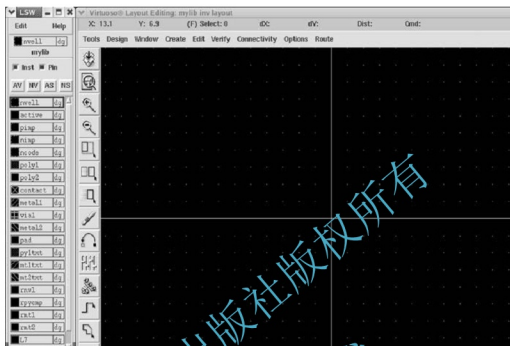 LSW
Virtuoso® Layout Editing: mylib inv layout
X: 13.1 Y: 6.9 (F) Select: 0 dX: dY: Dist: Cmd:
Edit Help
Tools Design Window Create Edit Verify Connectivity Options Route
nwell dg
mylib
Inst Pin
AV NV AS NS
nwell dg
active dg
pimp dg
nimp dg
poly1 dg
poly2 dg
contact dg
metal1 dg
via1 dg
metal2 dg
pad dg
出版社版权所有